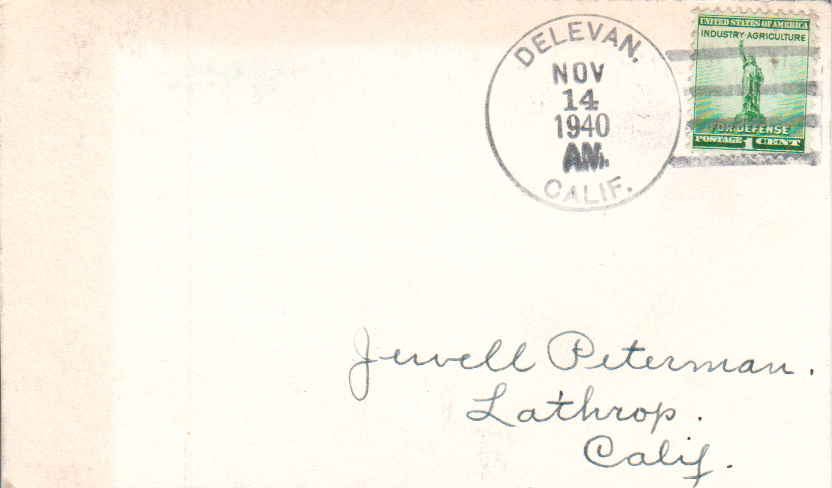 DELEVAN.
NOV
14
1940
AM.
CALIF.
UNITED STATES OF AMERICA
INDUSTRY AGRICULTURE
FOR DEFENSE
POSTAGE 1 CENT
Jewell Peterman.
Lathrop.
Calif.